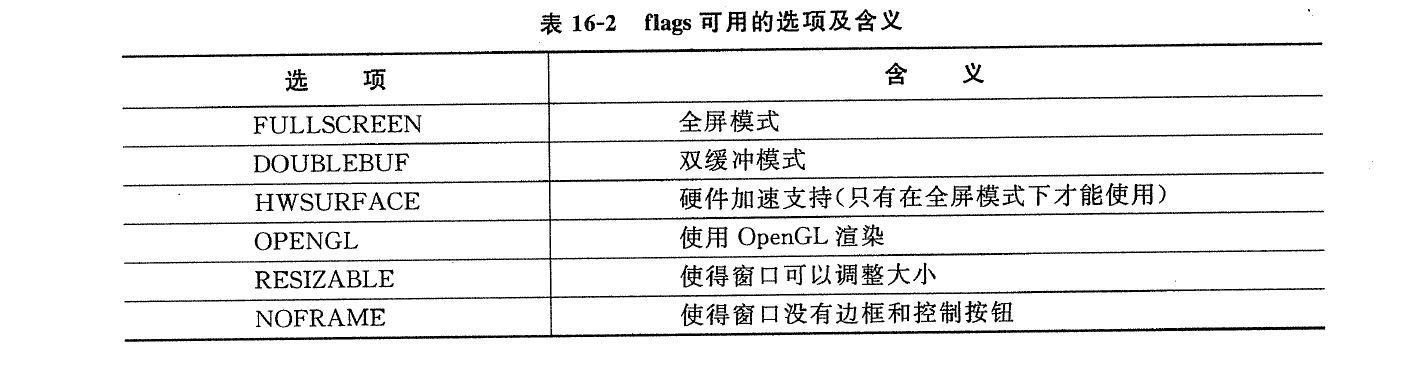 表 16-2 flags 可用的选项及含义
选 项 含 义
FULLSCREEN 全屏模式
DOUBLEBUF 双缓冲模式
HWSURFACE 硬件加速支持(只有在全屏模式下才能使用)
OPENGL 使用 OpenGL 渲染
RESIZABLE 使得窗口可以调整大小
NOFRAME 使得窗口没有边框和控制按钮